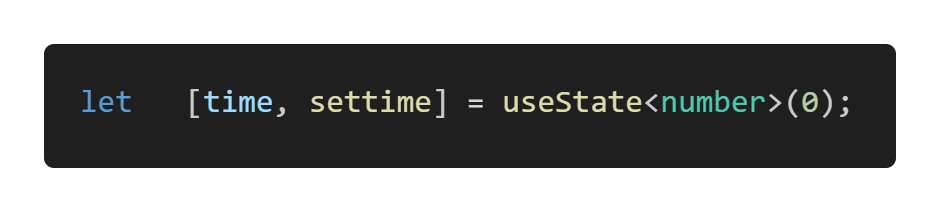 let   [time, settime] = useState<number>(0);